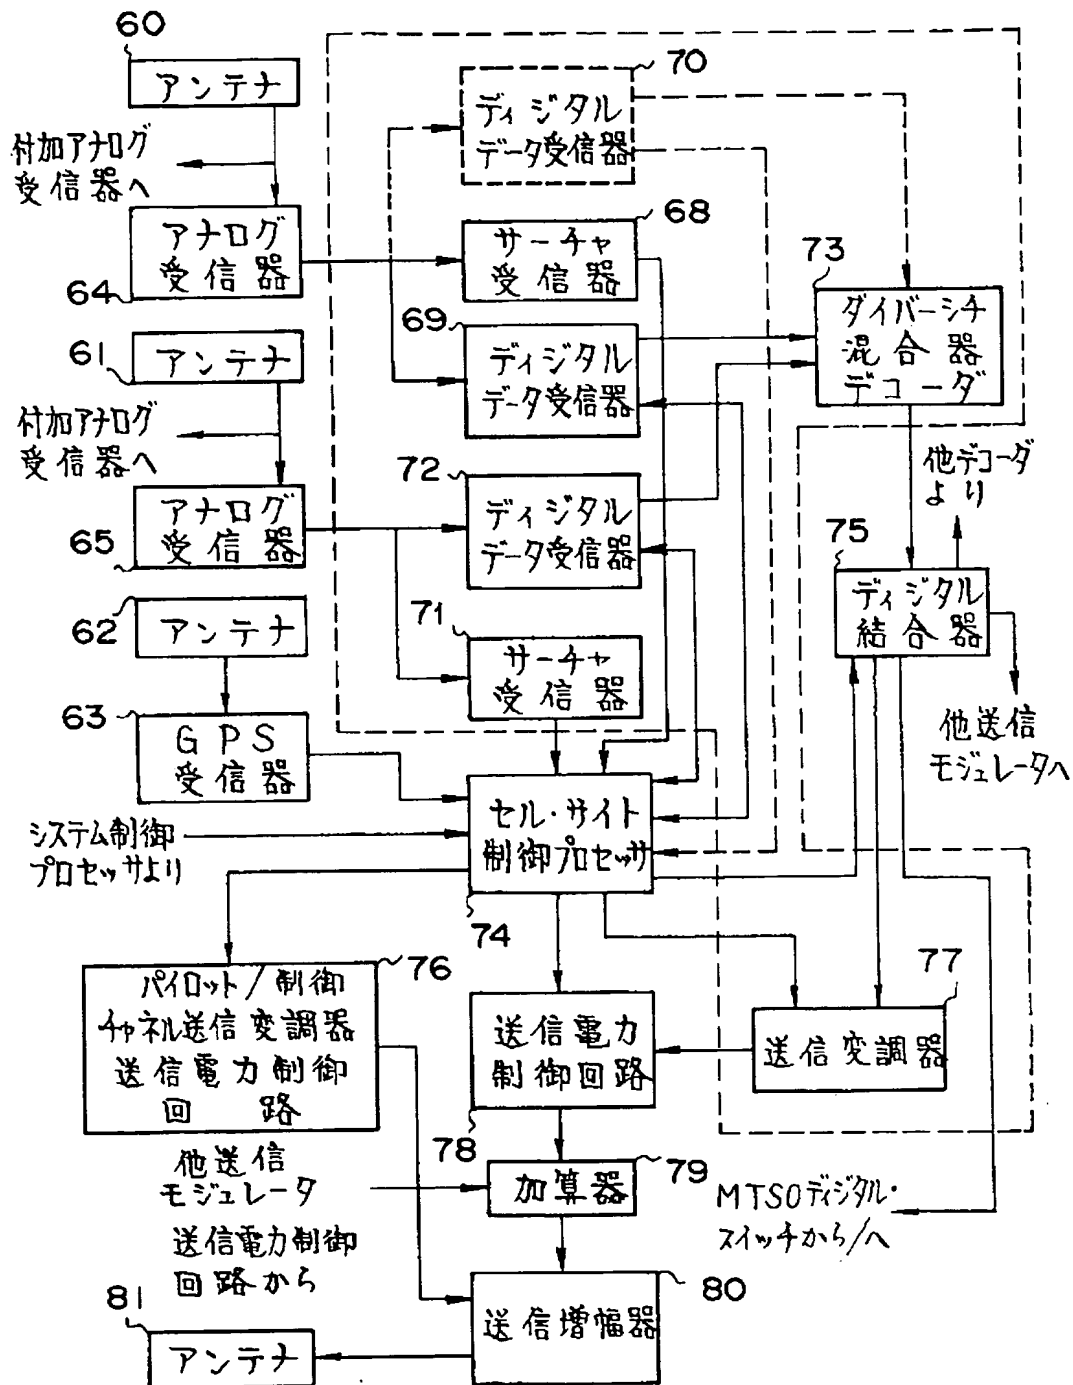 60
アンテナ
付加アナログ
受信器へ
アナログ
受信器
64
61
アンテナ
付加アナログ
受信器へ
アナログ
受信器
65
62
アンテナ
63
GPS
受信器
システム制御
プロセッサより
70
ディジタル
データ受信器
68
サーチャ
受信器
69
ディジタル
データ受信器
72
ディジタル
データ受信器
71
サーチャ
受信器
73
ダイバーシチ
混合器
デコーダ
他デコーダ
より
75
ディジタル
結合器
他送信
モジュレータへ
セル・サイト
制御プロセッサ
74
76
パイロット/制御
チャネル送信変調器
送信電力制御
回路
送信電力
制御回路
78
77
送信変調器
他送信
モジュレータ
送信電力制御
回路から
79
加算器
MTSOディジタル・
スイッチから/へ
80
送信増幅器
81
アンテナ